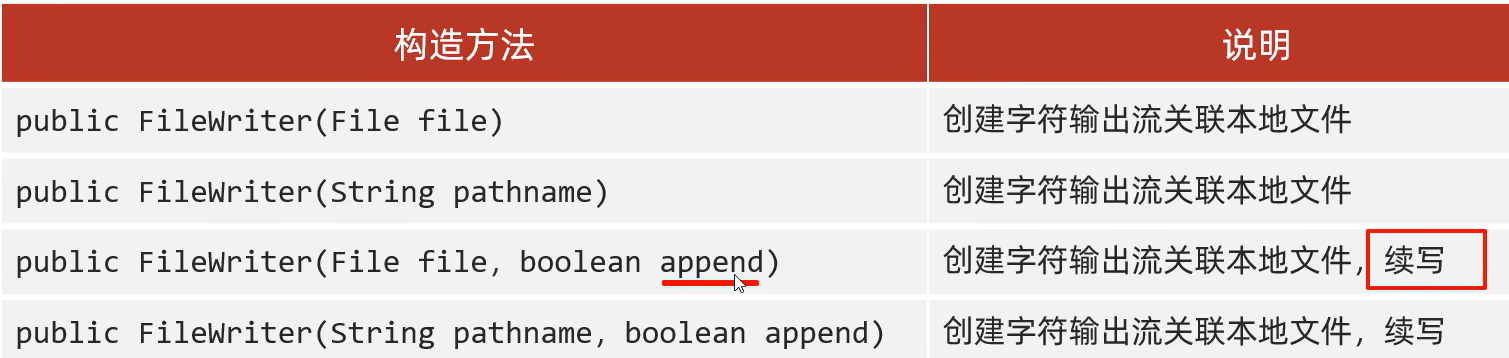 构造方法 说明
public FileWriter(File file) 创建字符输出流关联本地文件
public FileWriter(String pathname) 创建字符输出流关联本地文件
public FileWriter(File file, boolean append) 创建字符输出流关联本地文件, 续写
public FileWriter(String pathname, boolean append) 创建字符输出流关联本地文件, 续写